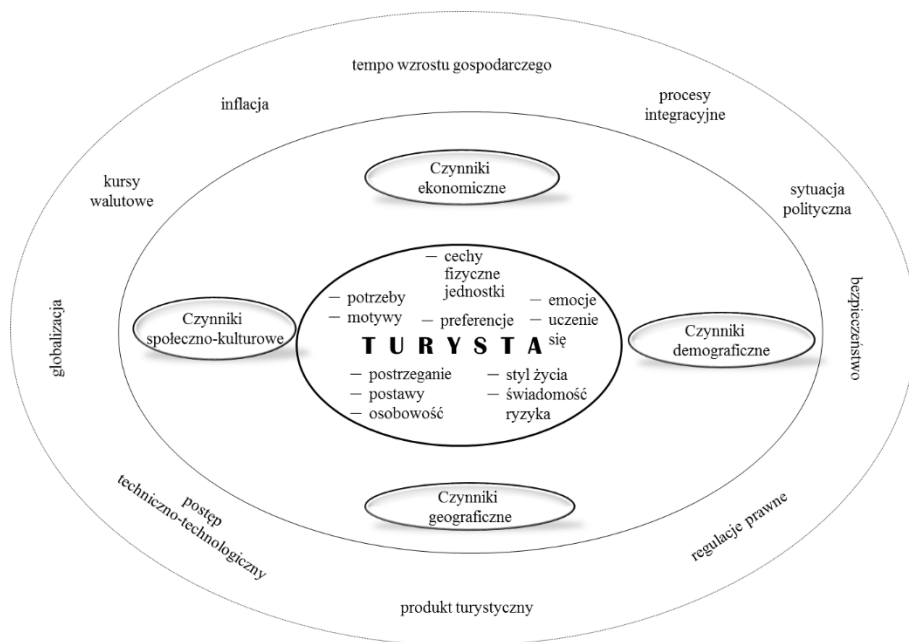 tempo wzrostu gospodarczego
inflacja
procesy
integracyjne
kursy
walutowe
Czynniki
ekonomiczne
sytuacja
polityczna
globalizacja
Czynniki
społeczno-kulturowe
– cechy
fizyczne
jednostki
– potrzeby
– motywy
– preferencje
– emocje
– uczenie
się
TURYSTA
– postrzeganie
– postawy
– osobowość
– styl życia
– świadomość
ryzyka
Czynniki
demograficzne
bezpieczeństwo
Czynniki
geograficzne
postęp
techniczno-technologiczny
regulacje prawne
produkt turystyczny